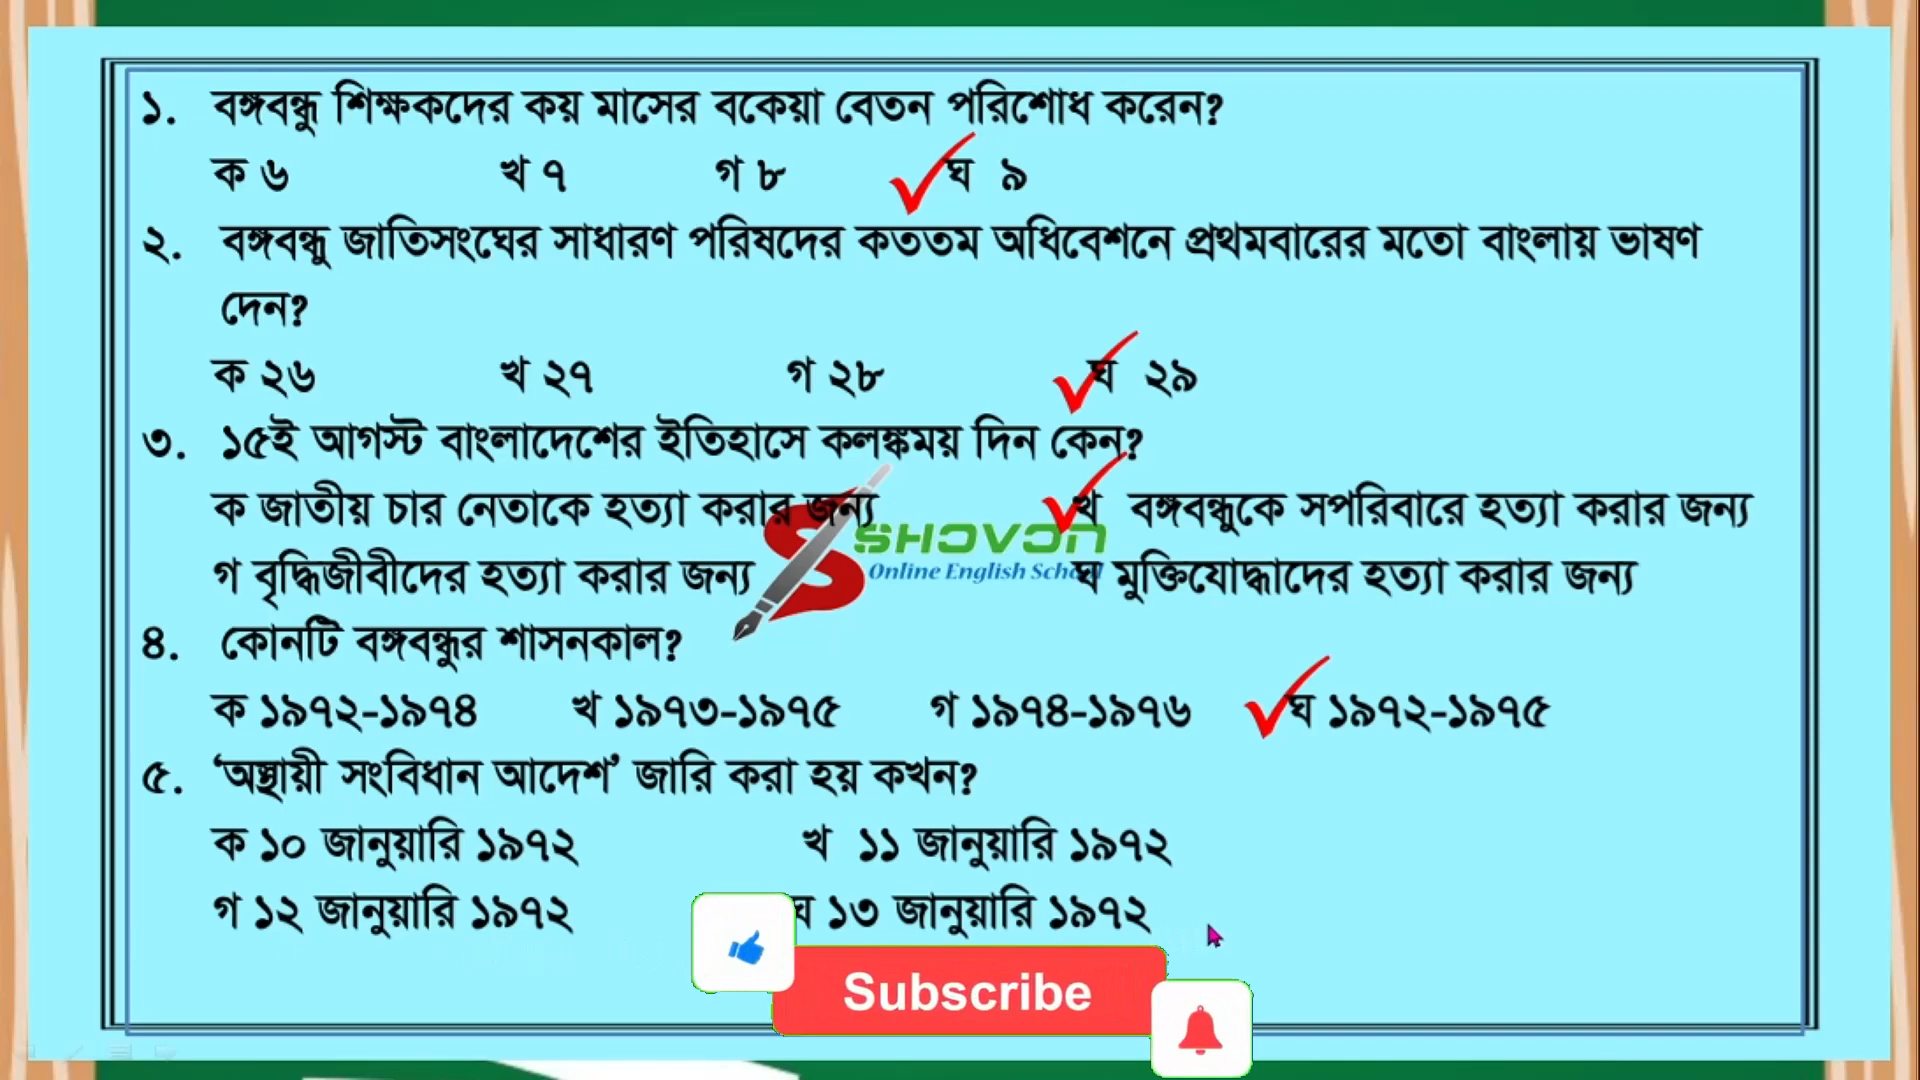 ১. বঙ্গবন্ধু শিক্ষকদের কয় মাসের বকেয়া বেতন পরিশোধ করেন?
ক ৬ খ ৭ গ ৮ ঘ ৯
২. বঙ্গবন্ধু জাতিসংঘের সাধারণ পরিষদের কততম অধিবেশনে প্রথমবারের মতো বাংলায় ভাষণ
দেন?
ক ২৬ খ ২৭ গ ২৮ ঘ ২৯
৩. ১৫ই আগস্ট বাংলাদেশের ইতিহাসে কলঙ্কময় দিন কেন?
ক জাতীয় চার নেতাকে হত্যা করার জন্য খ বঙ্গবন্ধুকে সপরিবারে হত্যা করার জন্য
SHOVON
Online English School
গ বৃদ্ধিজীবীদের হত্যা করার জন্য ঘ মুক্তিযোদ্ধাদের হত্যা করার জন্য
৪. কোনটি বঙ্গবন্ধুর শাসনকাল?
ক ১৯৭২-১৯৭৪ খ ১৯৭৩-১৯৭৫ গ ১৯৭৪-১৯৭৬ ঘ ১৯৭২-১৯৭৫
৫. ‘অস্থায়ী সংবিধান আদেশ’ জারি করা হয় কখন?
ক ১০ জানুয়ারি ১৯৭২ খ ১১ জানুয়ারি ১৯৭২
গ ১২ জানুয়ারি ১৯৭২ ঘ ১৩ জানুয়ারি ১৯৭২
Subscribe